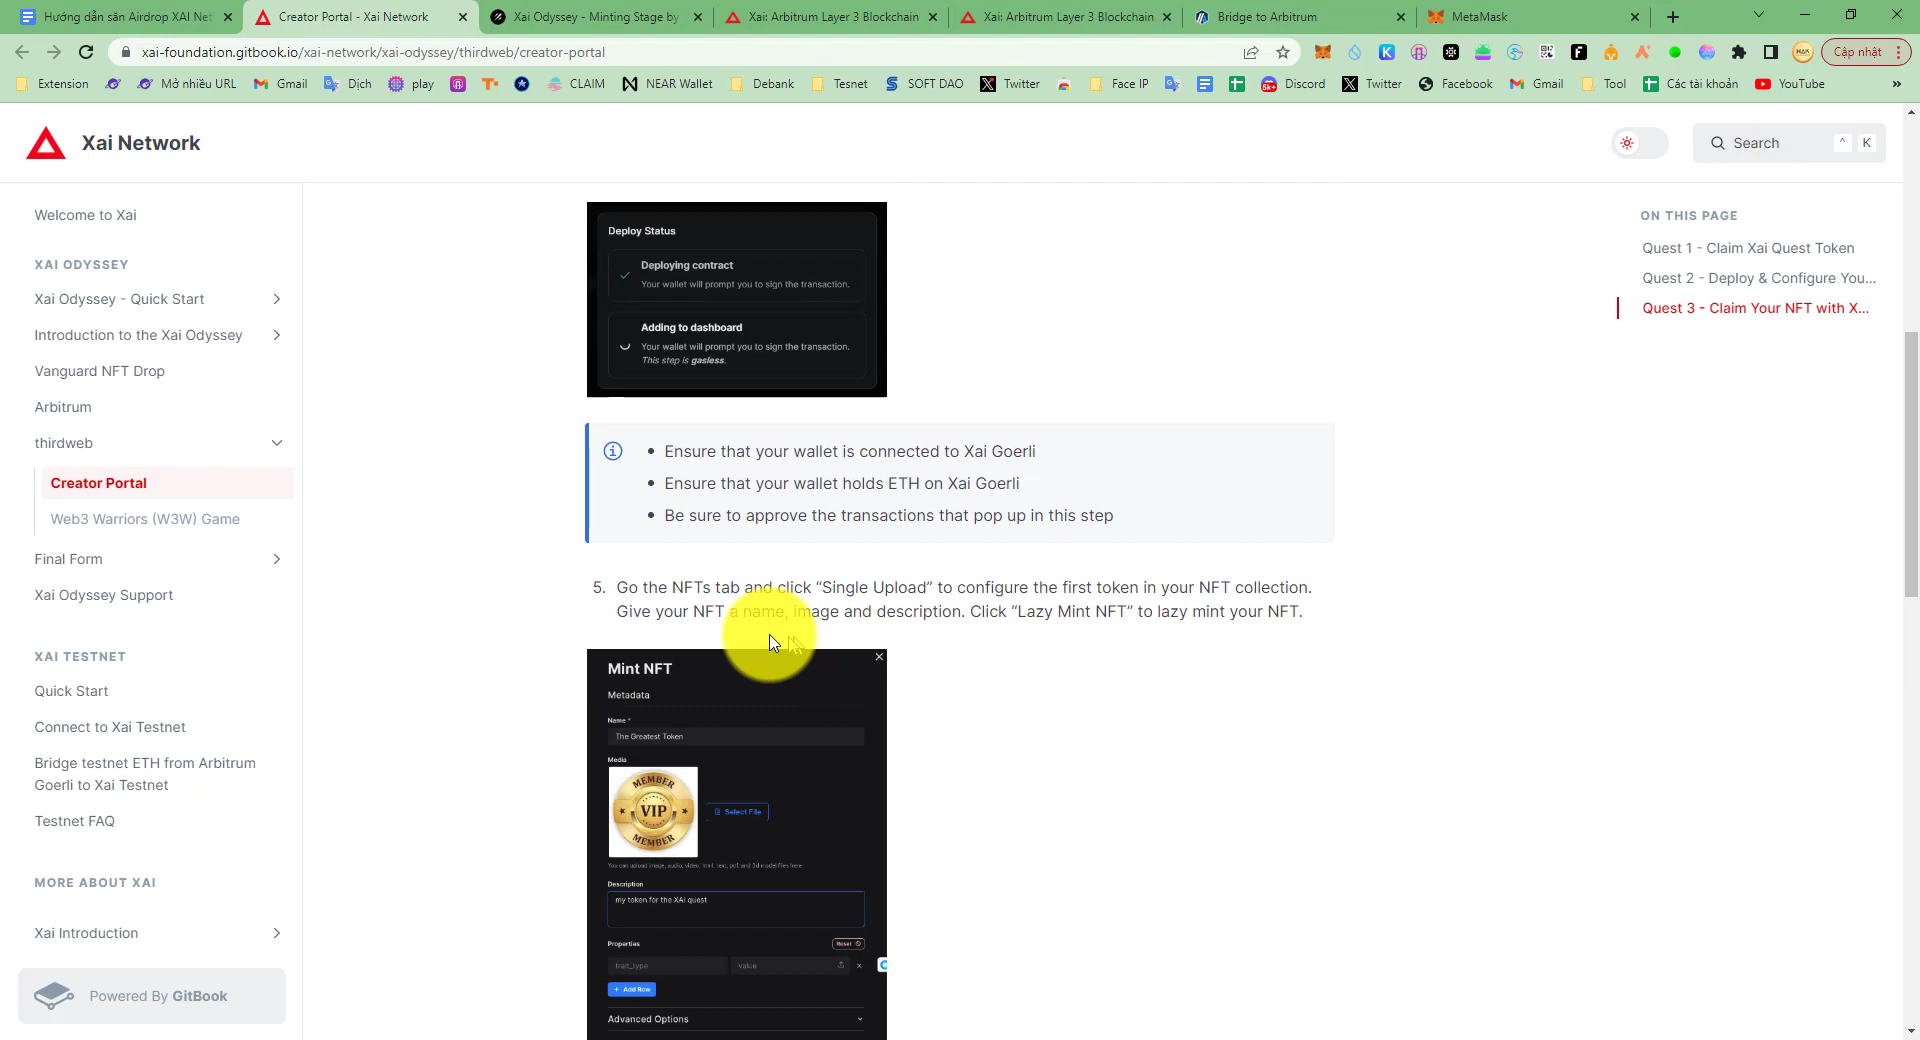 Hướng dẫn săn Airdrop XAI Net
Creator Portal - Xai Network
Xai Odyssey - Minting Stage by
Xai: Arbitrum Layer 3 Blockchain
Xai: Arbitrum Layer 3 Blockchain
Bridge to Arbitrum
MetaMask
xai-foundation.gitbook.io/xai-network/xai-odyssey/thirdweb/creator-portal
Cập nhật
Extension
Mở nhiều URL
Gmail
Dịch
play
CLAIM
NEAR Wallet
Debank
Tesnet
SOFT DAO
Twitter
Face IP
Discord
Twitter
Facebook
Gmail
Tool
Các tài khoản
YouTube
Xai Network
Search
^ K
Welcome to Xai
XAI ODYSSEY
Xai Odyssey - Quick Start
Introduction to the Xai Odyssey
Vanguard NFT Drop
Arbitrum
thirdweb
Creator Portal
Web3 Warriors (W3W) Game
Final Form
Xai Odyssey Support
XAI TESTNET
Quick Start
Connect to Xai Testnet
Bridge testnet ETH from Arbitrum
Goerli to Xai Testnet
Testnet FAQ
MORE ABOUT XAI
Xai Introduction
Powered By GitBook
Deploy Status
Deploying contract
Your wallet will prompt you to sign the transaction.
Adding to dashboard
Your wallet will prompt you to sign the transaction.
This step is gasless.
• Ensure that your wallet is connected to Xai Goerli
• Ensure that your wallet holds ETH on Xai Goerli
• Be sure to approve the transactions that pop up in this step
5. Go the NFTs tab and click “Single Upload” to configure the first token in your NFT collection.
Give your NFT a name, image and description. Click “Lazy Mint NFT” to lazy mint your NFT.
Mint NFT
Metadata
Name *
The Greatest Token
Media
MEMBER
VIP
MEMBER
Select File
You can upload image, audio, video, html, text, pdf, and 3d model files here.
Description
my token for the XAI quest
Properties
Reset
trait_type
value
+ Add Row
Advanced Options
ON THIS PAGE
Quest 1 - Claim Xai Quest Token
Quest 2 - Deploy & Configure You...
Quest 3 - Claim Your NFT with X...